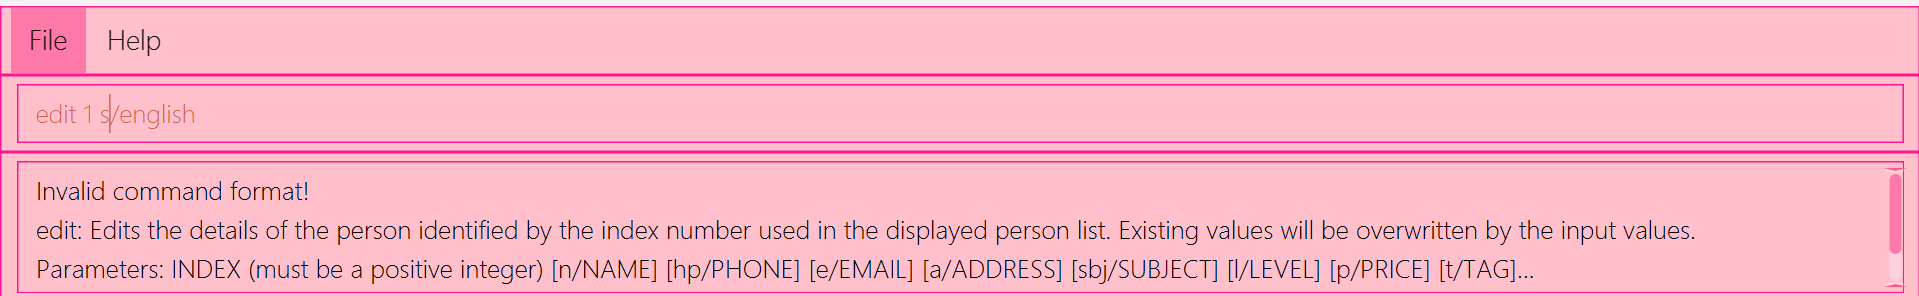 File Help
edit 1 s/english
Invalid command format!
edit: Edits the details of the person identified by the index number used in the displayed person list. Existing values will be overwritten by the input values.
Parameters: INDEX (must be a positive integer) [n/NAME] [hp/PHONE] [e/EMAIL] [a/ADDRESS] [sbj/SUBJECT] [l/LEVEL] [p/PRICE] [t/TAG]...